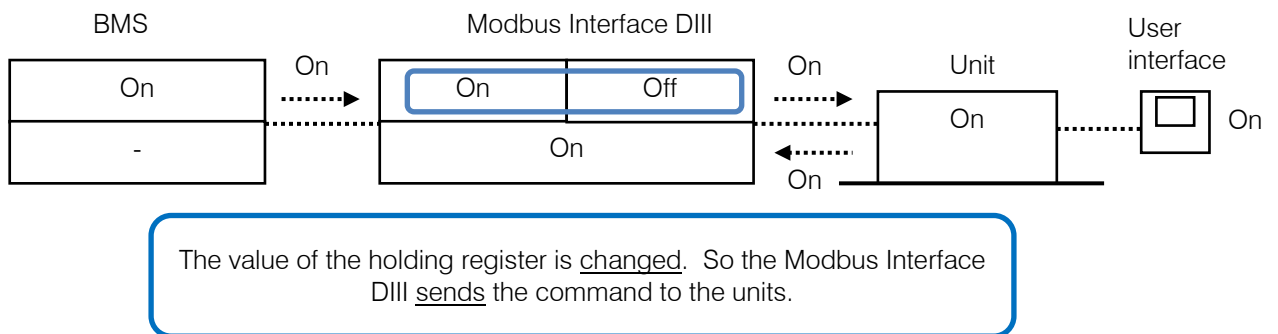 BMS
Modbus Interface DIII
User
interface
On
On
Unit
On
On
Off
On
On
-
On
On
The value of the holding register is changed.  So the Modbus Interface
DIII sends the command to the units.